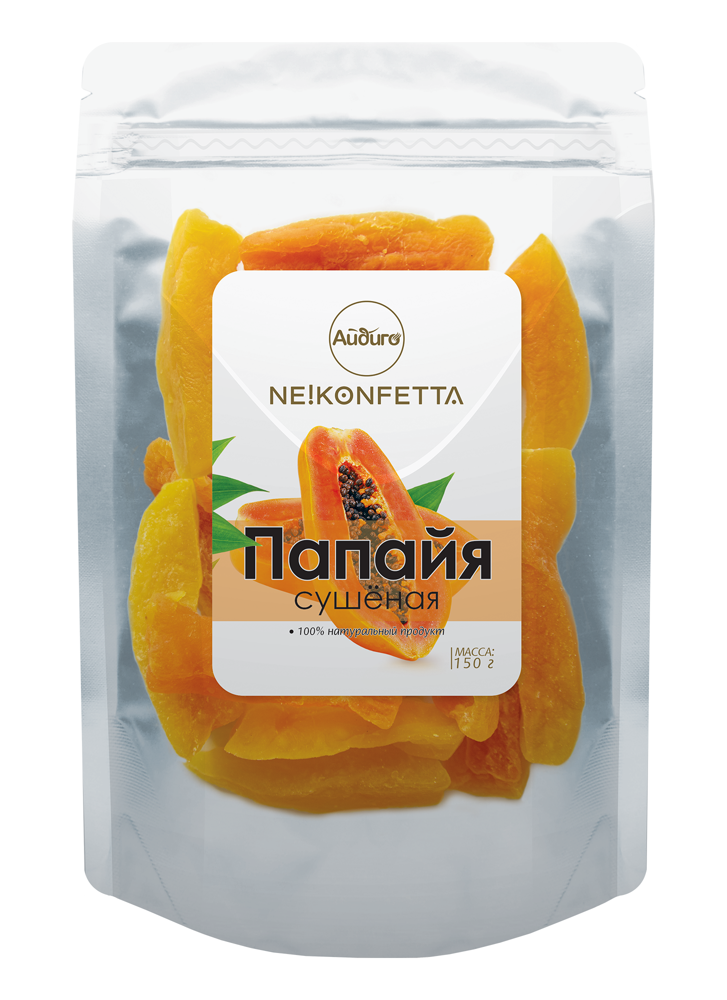 Айдиго
NE!KONFETTA
Папайя
сушёная
• 100% натуральный продукт
МАССА:
150 г